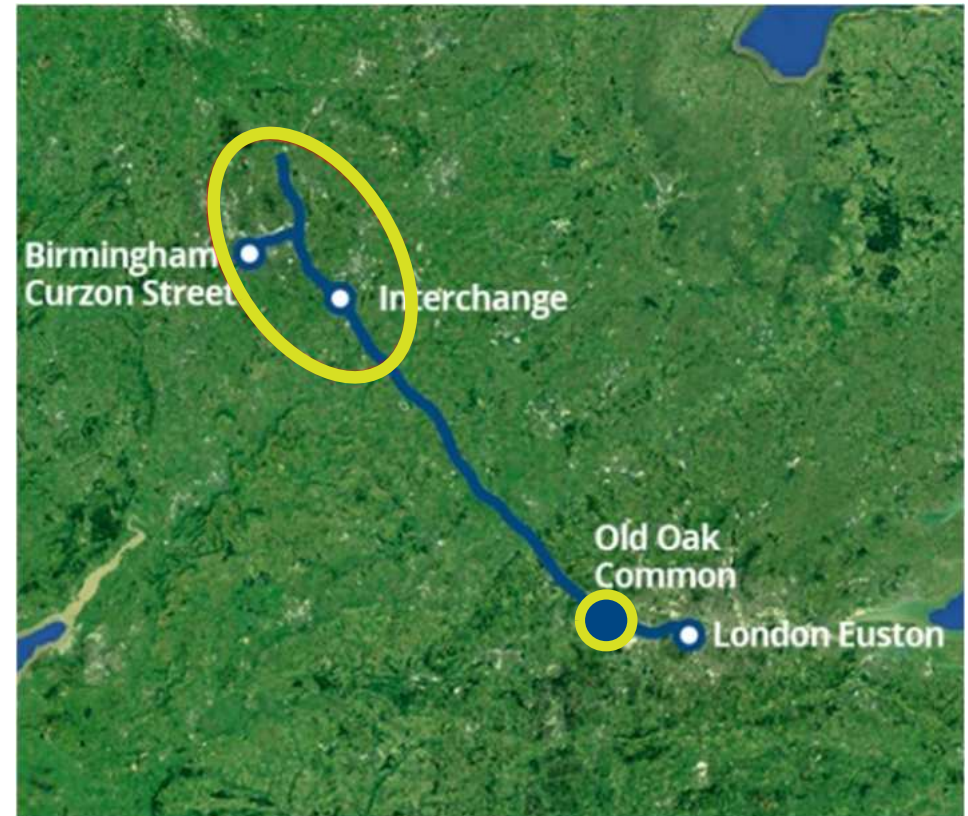 Birmingham
Curzon Street
Interchange
Old Oak
Common
London Euston